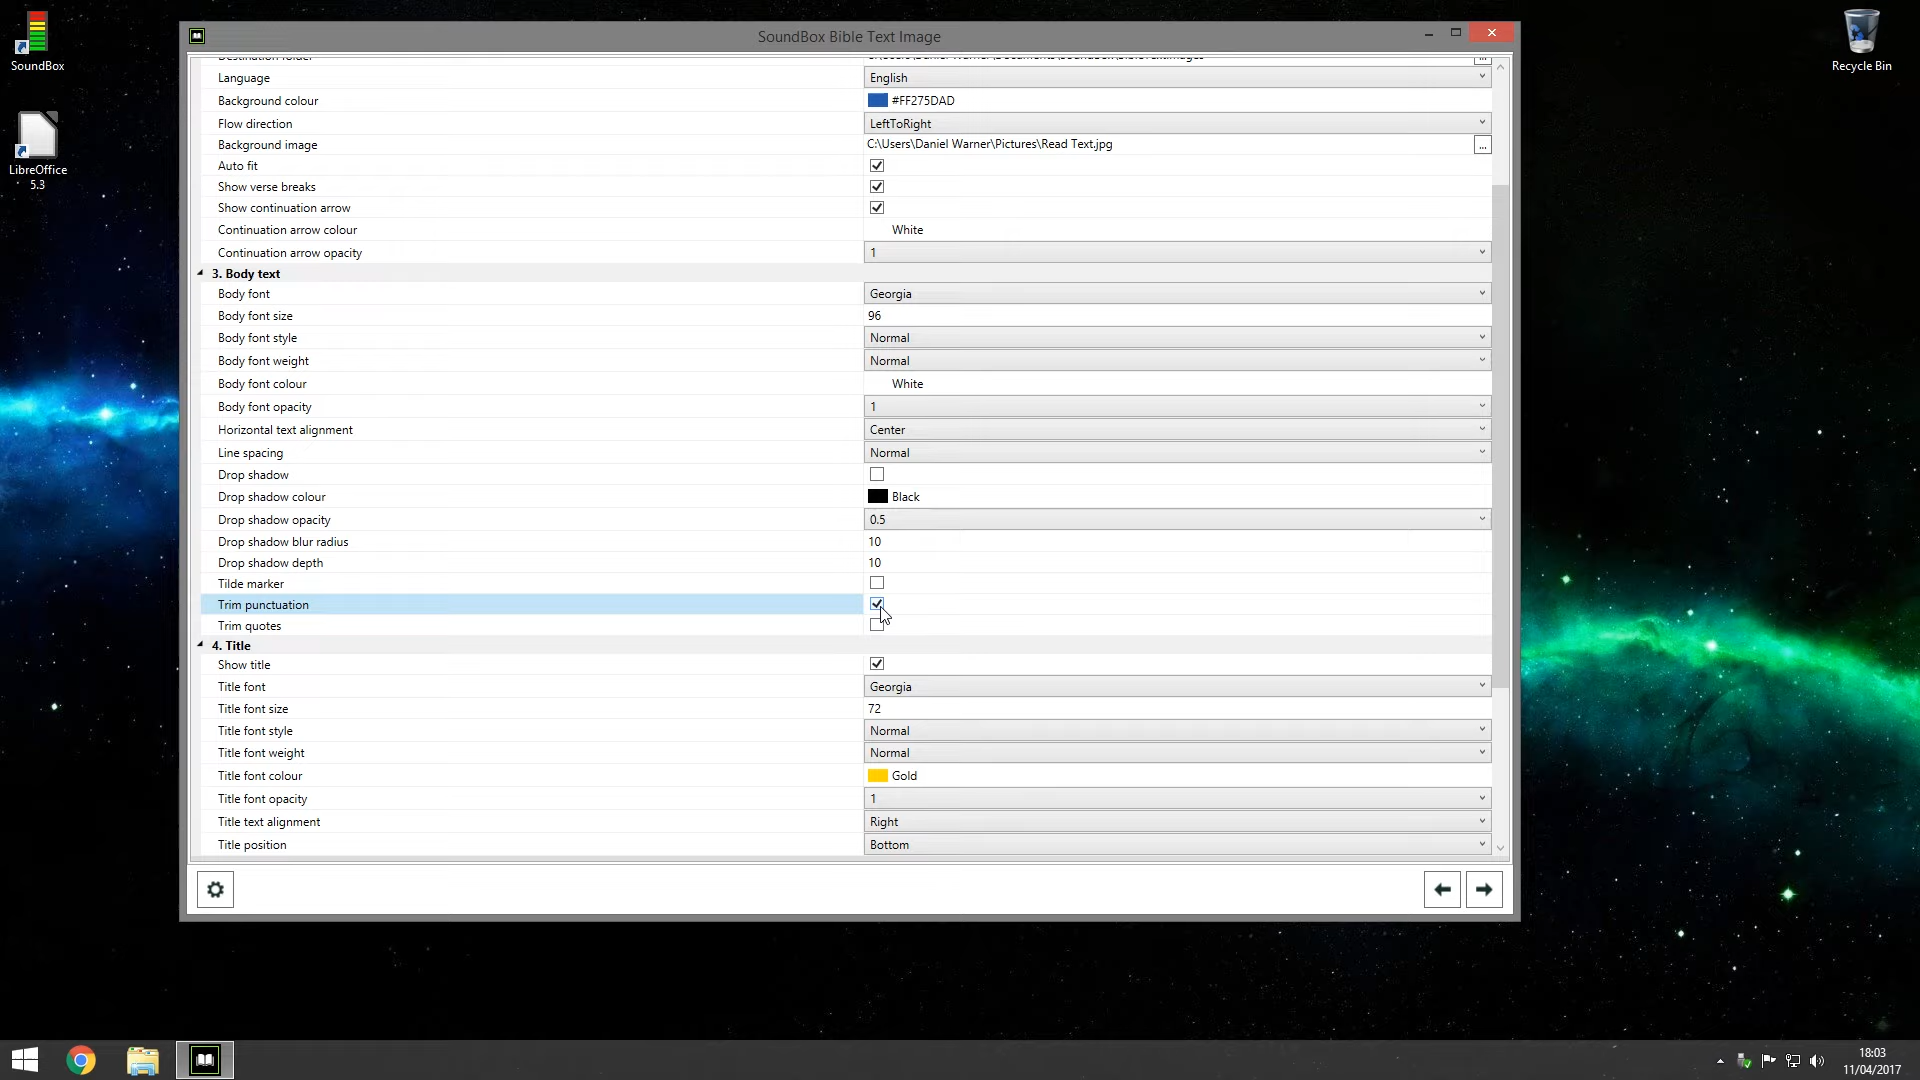 SoundBox Bible Text Image
SoundBox
Recycle Bin
LibreOffice
5.3
Language English
Background colour #FF275DAD
Flow direction LeftToRight
Background image C:\Users\Daniel Warner\Pictures\Read Text.jpg ...
Auto fit
Show verse breaks
Show continuation arrow
Continuation arrow colour White
Continuation arrow opacity 1
3. Body text
Body font Georgia
Body font size 96
Body font style Normal
Body font weight Normal
Body font colour White
Body font opacity 1
Horizontal text alignment Center
Line spacing Normal
Drop shadow
Drop shadow colour Black
Drop shadow opacity 0.5
Drop shadow blur radius 10
Drop shadow depth 10
Tilde marker
Trim punctuation
Trim quotes
4. Title
Show title
Title font Georgia
Title font size 72
Title font style Normal
Title font weight Normal
Title font colour Gold
Title font opacity 1
Title text alignment Right
Title position Bottom
18:03
11/04/2017